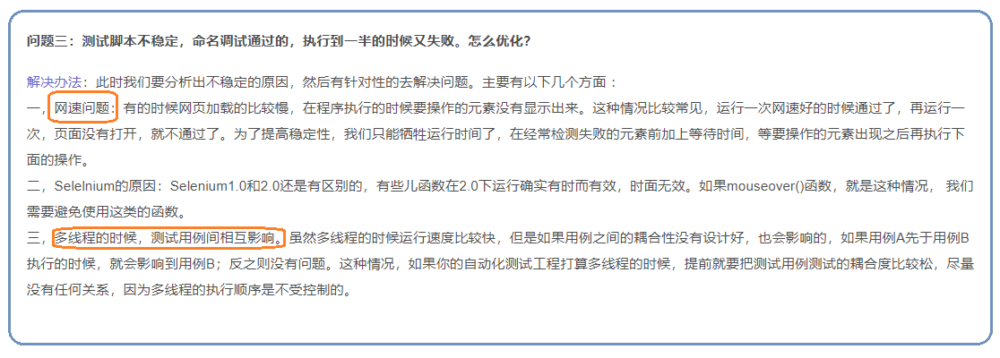 问题三：测试脚本不稳定，命名调试通过的，执行到一半的时候又失败。怎么优化？
解决办法：此时我们要分析出不稳定的原因，然后有针对性的去解决问题。主要有以下几个方面 ：
一，网速问题：有的时候网页加载的比较慢，在程序执行的时候要操作的元素没有显示出来。这种情况比较常见，运行一次网速好的时候通过了，再运行一
次，页面没有打开，就不通过了。为了提高稳定性，我们只能牺牲运行时间了，在经常检测失败的元素前加上等待时间，等要操作的元素出现之后再执行下
面的操作。
二，Selelnium的原因：Selenium1.0和2.0还是有区别的，有些儿函数在2.0下运行确实有时而有效，时面无效。如果mouseover()函数，就是这种情况， 我们
需要避免使用这类的函数。
三，多线程的时候，测试用例间相互影响。虽然多线程的时候运行速度比较快，但是如果用例之间的耦合性没有设计好，也会影响的，如果用例A先于用例B
执行的时候，就会影响到用例B；反之则没有问题。这种情况，如果你的自动化测试工程打算多线程的时候，提前就要把测试用例测试的耦合度比较松，尽量
没有任何关系，因为多线程的执行顺序是不受控制的。